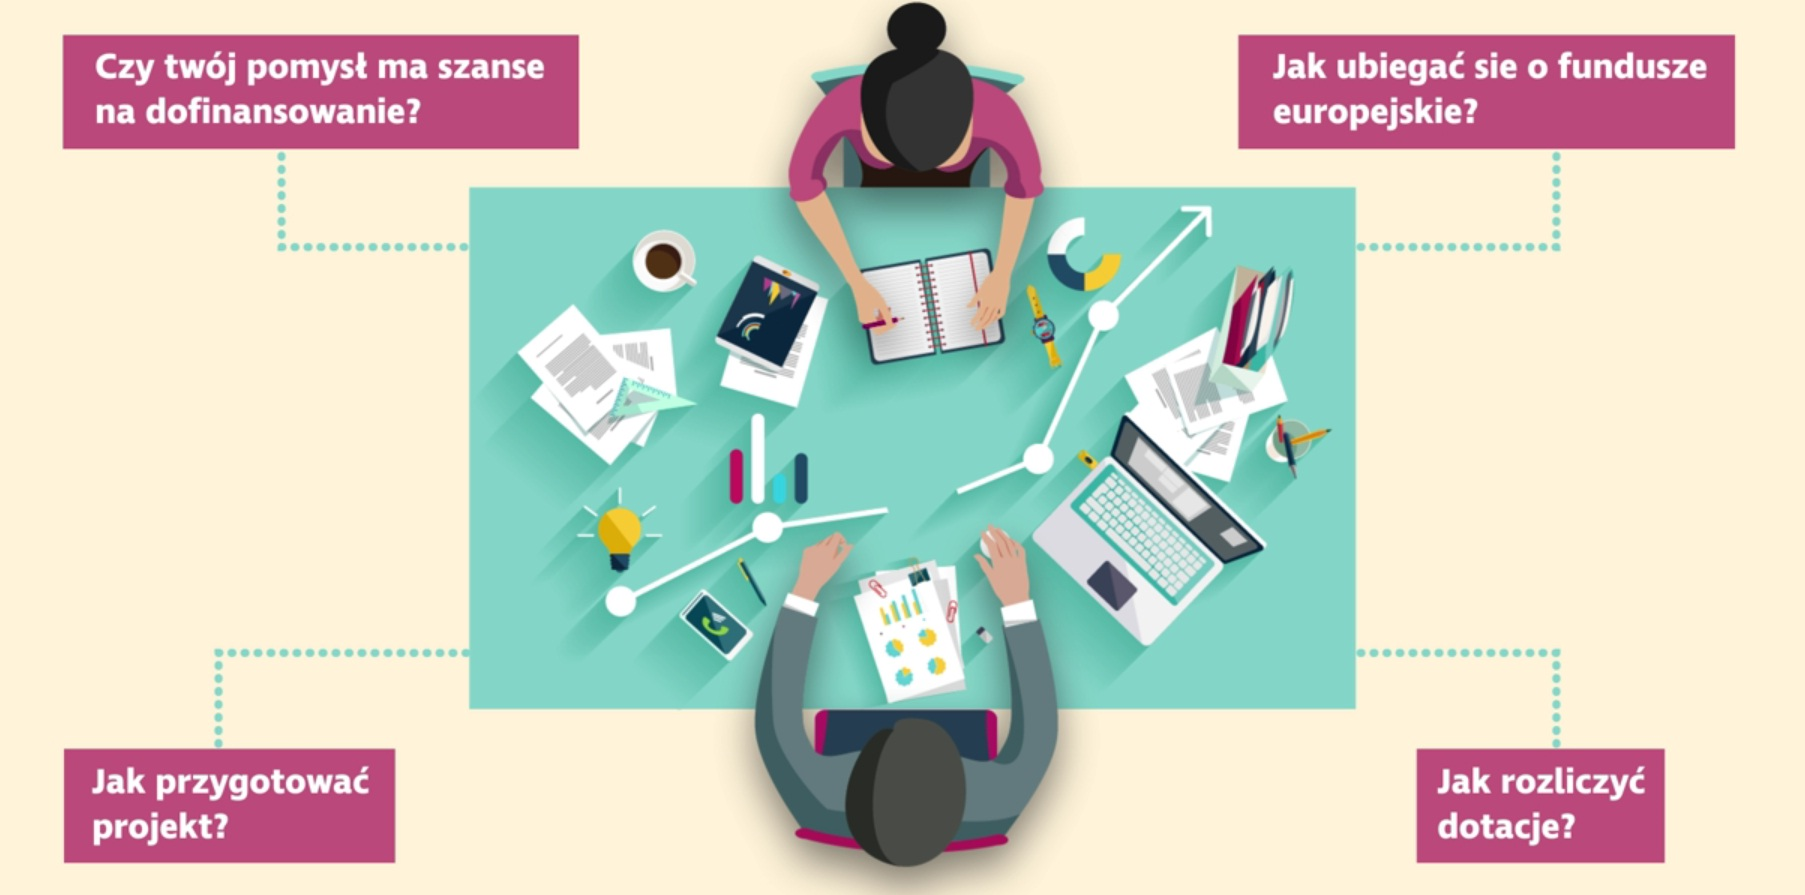 Czy twój pomysł ma szanse
na dofinansowanie?
Jak ubiegać sie o fundusze
europejskie?
Jak przygotować
projekt?
Jak rozliczyć
dotacje?